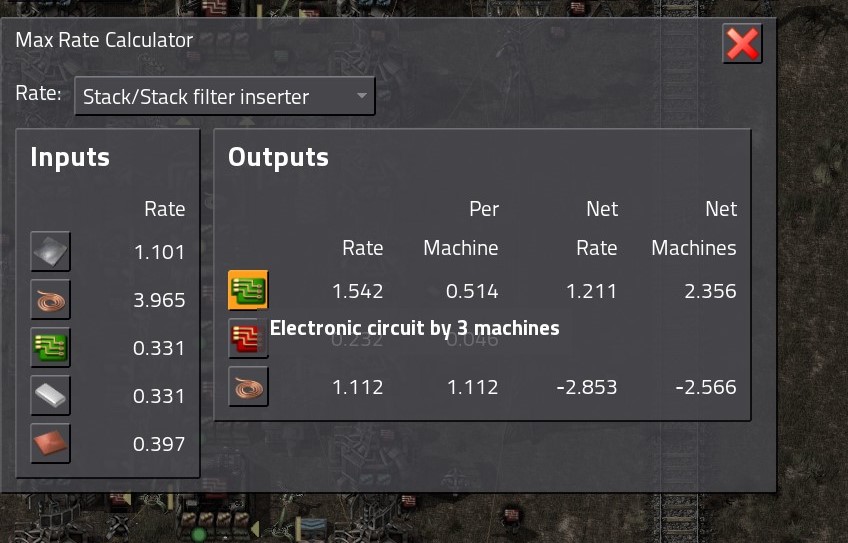 Max Rate Calculator
Rate: Stack/Stack filter inserter
Inputs
Rate
1.101
3.965
0.331
0.331
0.397
Outputs
Per Net Net
Rate Machine Rate Machines
1.542 0.514 1.211 2.356
Electronic circuit by 3 machines
0.232 0.046
1.112 1.112 -2.853 -2.566